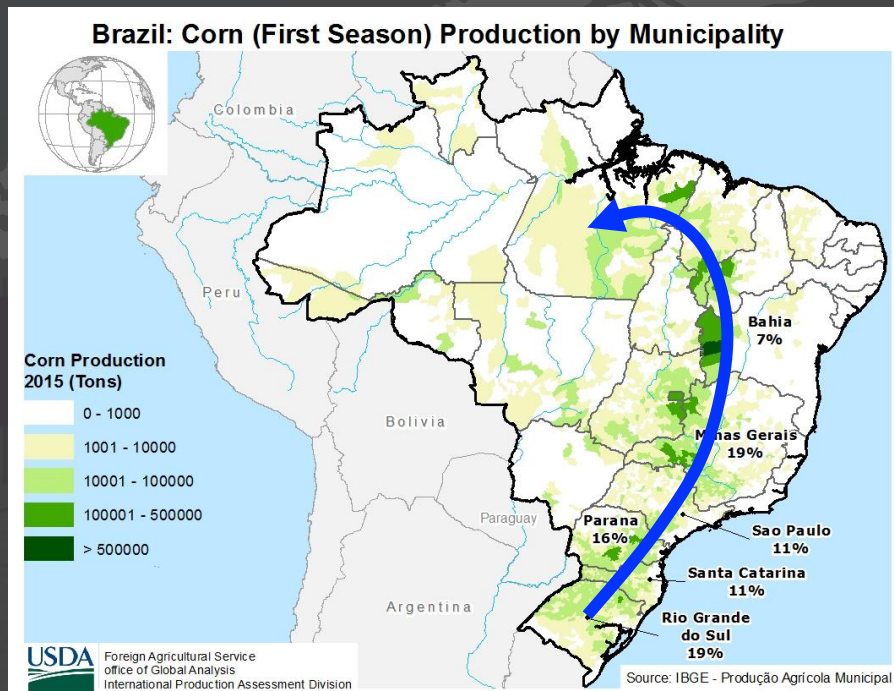 Brazil: Corn (First Season) Production by Municipality
Colombia
Peru
Bolivia
Paraguay
Argentina
Bahia
7%
Minas Gerais
19%
Parana
16%
Sao Paulo
11%
Santa Catarina
11%
Rio Grande
do Sul
19%
Corn Production
2015 (Tons)
0 - 1000
1001 - 10000
10001 - 100000
100001 - 500000
> 500000
USDA
Foreign Agricultural Service
office of Global Analysis
International Production Assessment Division
Source: IBGE - Produção Agrícola Municipal